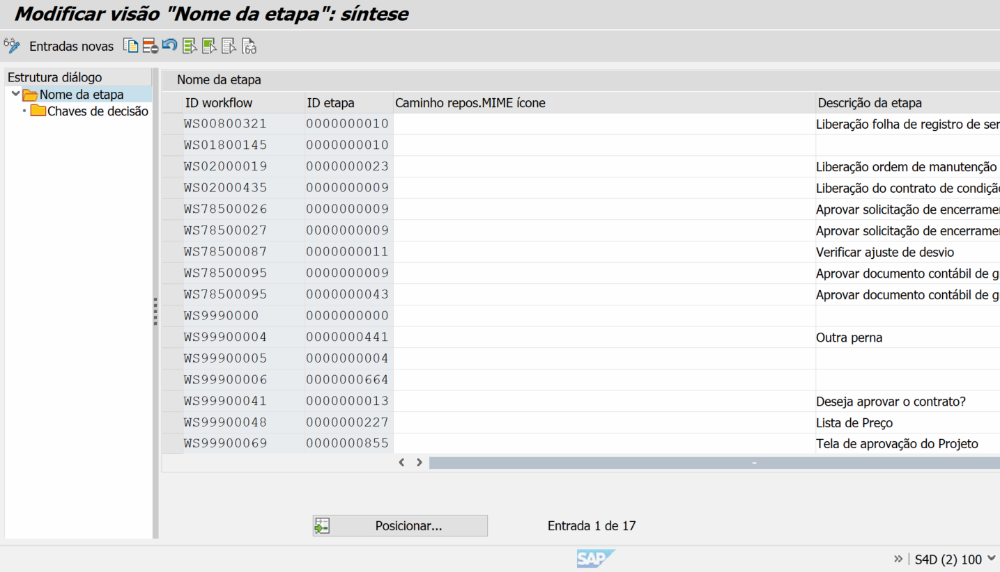 Modificar visão "Nome da etapa": síntese
Entradas novas
Estrutura diálogo
Nome da etapa
Chaves de decisão
Nome da etapa
ID workflow ID etapa Caminho repos.MIME ícone Descrição da etapa
WS00800321 0000000010 Liberação folha de registro de ser
WS01800145 0000000010
WS02000019 0000000023 Liberação ordem de manutenção
WS02000435 0000000009 Liberação do contrato de condiçã
WS78500026 0000000009 Aprovar solicitação de encerrame
WS78500027 0000000009 Aprovar solicitação de encerrame
WS78500087 0000000011 Verificar ajuste de desvio
WS78500095 0000000009 Aprovar documento contábil de g
WS78500095 0000000043 Aprovar documento contábil de g
WS9990000 0000000000
WS99900004 0000000441 Outra perna
WS99900005 0000000004
WS99900006 0000000664
WS99900041 0000000013 Deseja aprovar o contrato?
WS99900048 0000000227 Lista de Preço
WS99900069 0000000855 Tela de aprovação do Projeto
Posicionar... Entrada 1 de 17
SAP S4D (2) 100